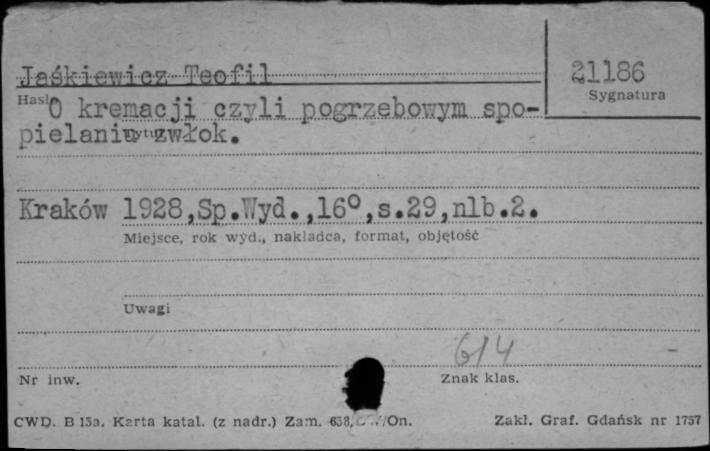 Jaśkiewicz Teofil
21186
Hasło
Sygnatura
O kremacji czyli pogrzebowym spo-
pielaniu zwłok.
Tytuł
Kraków 1928,Sp.Wyd.,16°,s.29,nlb.2.
Miejsce, rok wyd., nakładca, format, objętość
Uwagi
614
Nr inw.
Znak klas.
CWD. B 15a. Karta katal. (z nadr.) Zam. /On.
Zakł. Graf. Gdańsk nr 1757